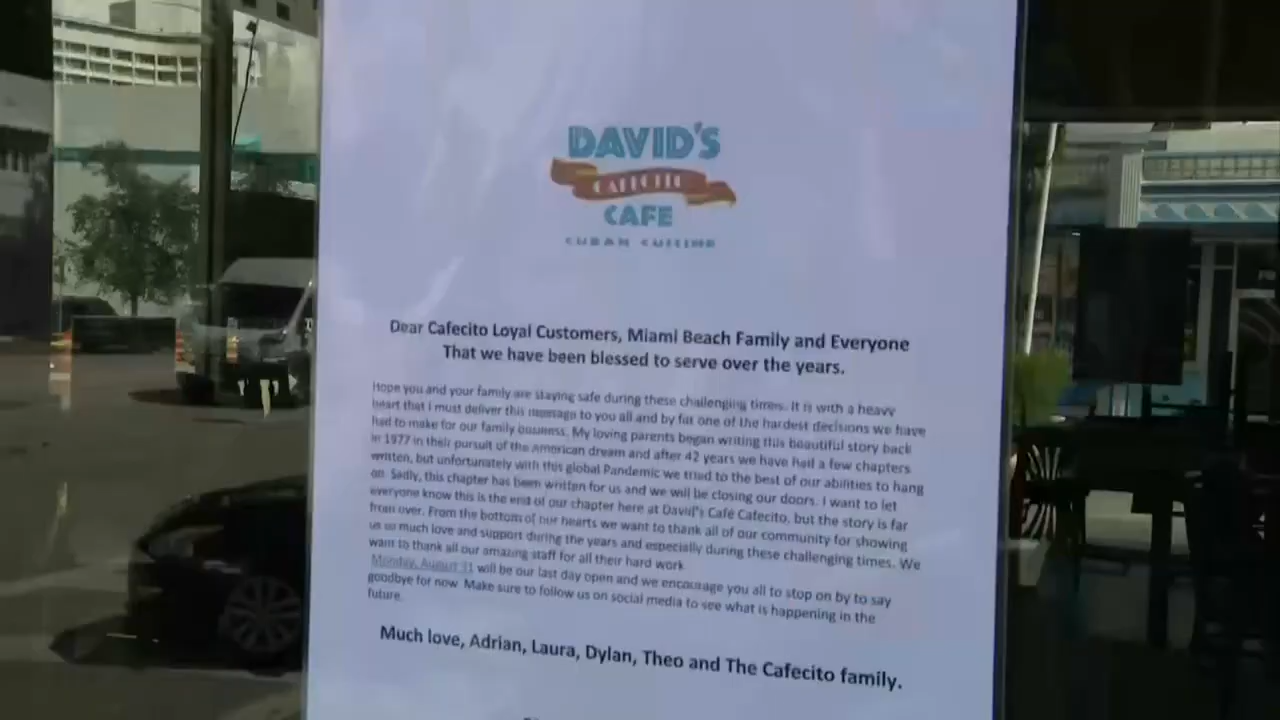 DAVID'S
CAFECITO
CAFE
CUBAN CUISINE
Dear Cafecito Loyal Customers, Miami Beach Family and Everyone
That we have been blessed to serve over the years.
Hope you and your family are staying safe during these challenging times. It is with a heavy
heart that I must deliver this message to you all and by far one of the hardest decisions we have
had to make for our family business. My loving parents began writing this beautiful story back
in 1977 in their pursuit of the American dream and after 42 years we have had a few chapters
written, but unfortunately with this global Pandemic we tried to the best of our abilities to hang
on. Sadly, this chapter has been written for us and we will be closing our doors. I want to let
everyone know this is the end of our chapter here at David's Café Cafecito, but the story is far
from over. From the bottom of our hearts we want to thank all of our community for showing
us so much love and support during the years and especially during these challenging times. We
want to thank all our amazing staff for all their hard work.
Monday, August 31 will be our last day open and we encourage you all to stop on by to say
goodbye for now. Make sure to follow us on social media to see what is happening in the
future.
Much love, Adrian, Laura, Dylan, Theo and The Cafecito family.